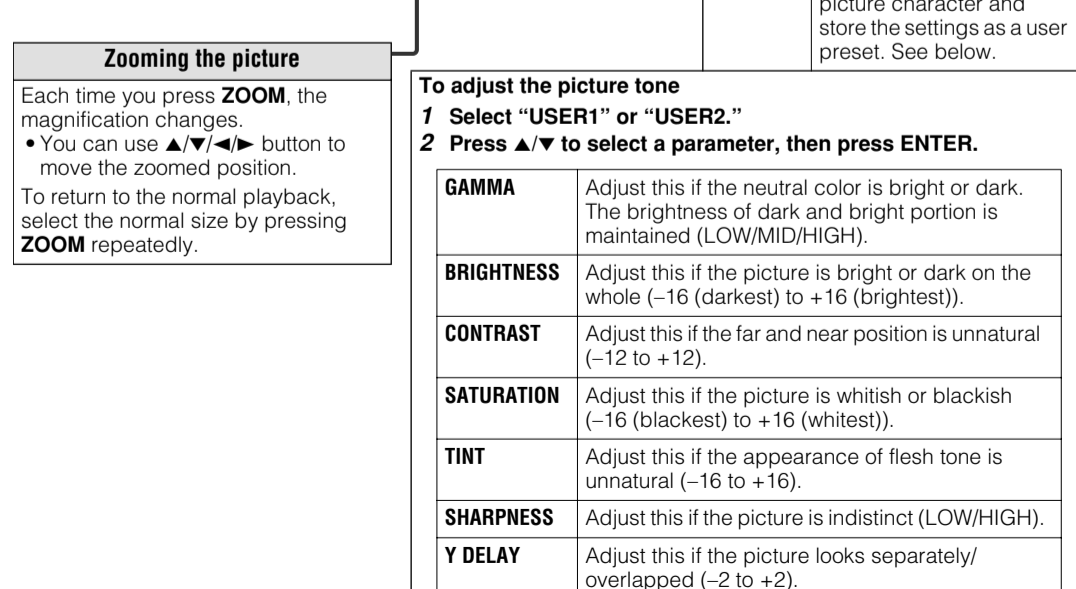 picture character and
store the settings as a user
preset. See below.
Zooming the picture
Each time you press ZOOM, the
magnification changes.
• You can use ▲/▼/◄/► button to
move the zoomed position.
To return to the normal playback,
select the normal size by pressing
ZOOM repeatedly.
To adjust the picture tone
1 Select “USER1” or “USER2.”
2 Press ▲/▼ to select a parameter, then press ENTER.
GAMMA
Adjust this if the neutral color is bright or dark.
The brightness of dark and bright portion is
maintained (LOW/MID/HIGH).
BRIGHTNESS
Adjust this if the picture is bright or dark on the
whole (–16 (darkest) to +16 (brightest)).
CONTRAST
Adjust this if the far and near position is unnatural
(–12 to +12).
SATURATION
Adjust this if the picture is whitish or blackish
(–16 (blackest) to +16 (whitest)).
TINT
Adjust this if the appearance of flesh tone is
unnatural (–16 to +16).
SHARPNESS
Adjust this if the picture is indistinct (LOW/HIGH).
Y DELAY
Adjust this if the picture looks separately/
overlapped (–2 to +2).